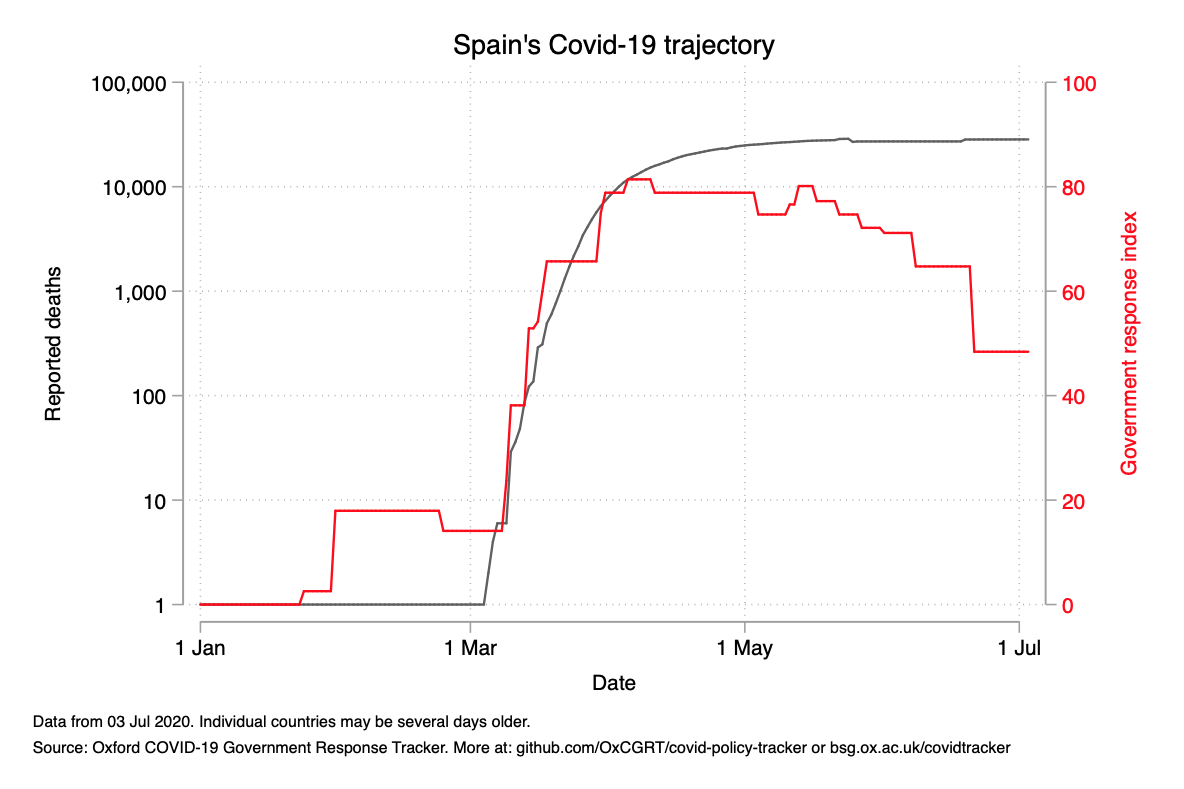 Spain's Covid-19 trajectory
100,000
10,000
1,000
100
10
1
Reported deaths
100
80
60
40
20
0
Government response index
1 Jan
1 Mar
1 May
1 Jul
Date
Data from 03 Jul 2020. Individual countries may be several days older.
Source: Oxford COVID-19 Government Response Tracker. More at: github.com/OxCGRT/covid-policy-tracker or bsg.ox.ac.uk/covidtracker